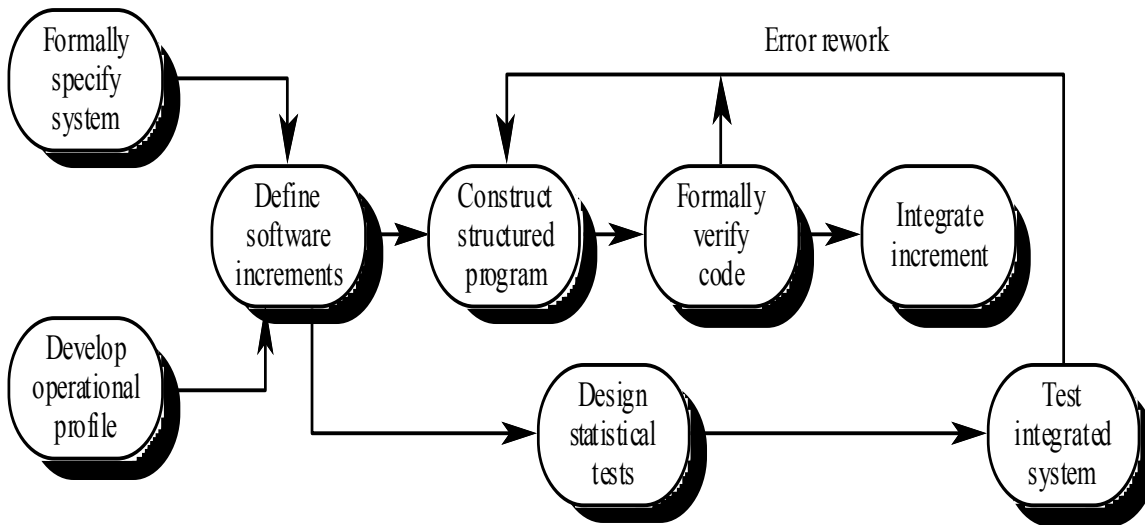 Formally
specify
system
Error rework
Define
software
increments
Construct
structured
program
Formally
verify
code
Integrate
increment
Develop
operational
profile
Design
statistical
tests
Test
integrated
system